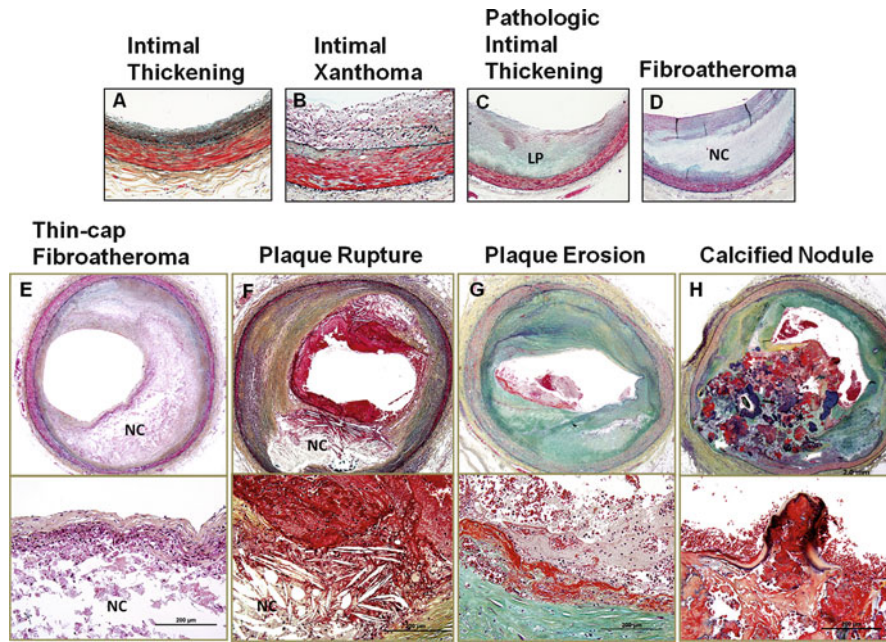 Intimal
Thickening
Intimal
Xanthoma
Pathologic
Intimal
Thickening
Fibroatheroma
A
B
C
D
LP
NC
Thin-cap
Fibroatheroma
Plaque Rupture
Plaque Erosion
Calcified Nodule
E
F
G
H
NC
NC
NC
200 μm
NC
200 μm